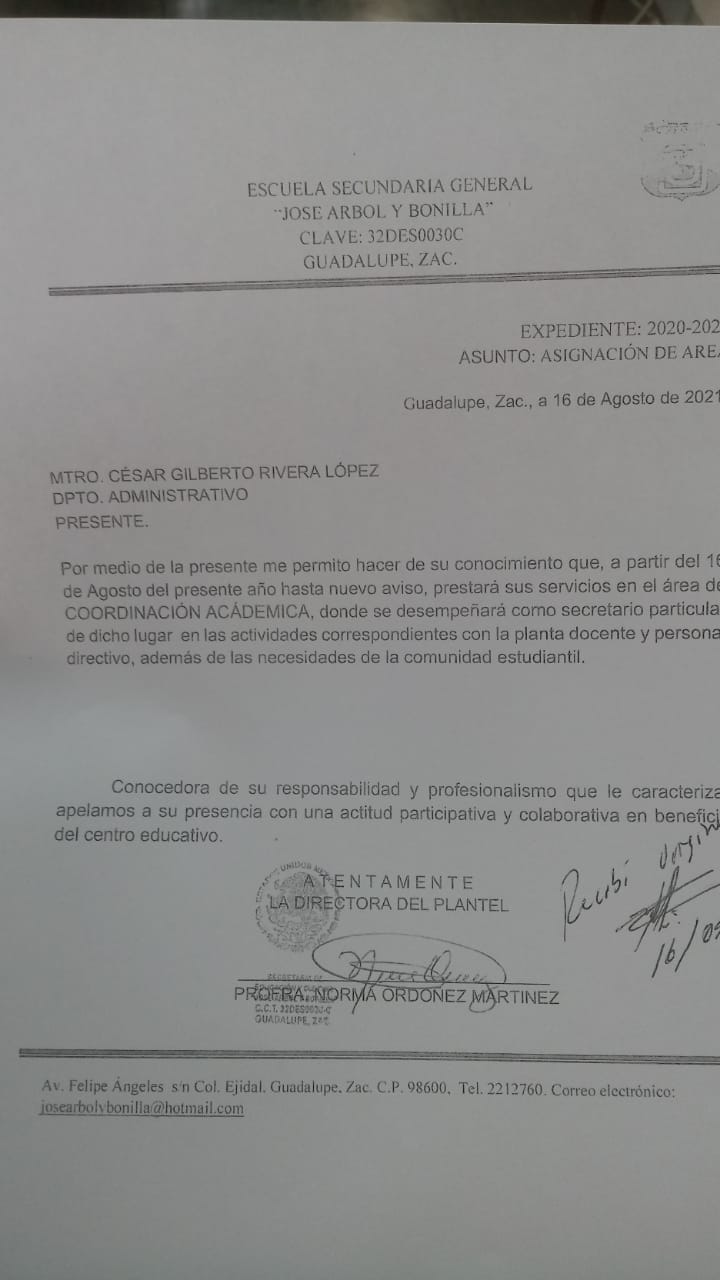 ESCUELA SECUNDARIA GENERAL
"JOSE ARBOL Y BONILLA"
CLAVE: 32DES0030C
GUADALUPE, ZAC.
EXPEDIENTE: 2020-202
ASUNTO: ASIGNACIÓN DE AREA
Guadalupe, Zac., a 16 de Agosto de 2021
MTRO. CÉSAR GILBERTO RIVERA LÓPEZ
DPTO. ADMINISTRATIVO
PRESENTE.
Por medio de la presente me permito hacer de su conocimiento que, a partir del 16
de Agosto del presente año hasta nuevo aviso, prestará sus servicios en el área de
COORDINACIÓN ACÁDEMICA, donde se desempeñará como secretario particula
de dicho lugar en las actividades correspondientes con la planta docente y persona
directivo, además de las necesidades de la comunidad estudiantil.
Conocedora de su responsabilidad y profesionalismo que le caracteriza
apelamos a su presencia con una actitud participativa y colaborativa en benefici
del centro educativo.
Recibí
16/
ATENTAMENTE
LA DIRECTORA DEL PLANTEL
PROFRA. NORMA ORDOÑEZ MARTINEZ
C.C.T. 32DES0030-C
GUADALUPE, ZAC
Av. Felipe Ángeles s/n Col. Ejidal, Guadalupe, Zac. C.P. 98600, Tel. 2212760. Correo electrónico:
josearbolybonilla@hotmail.com